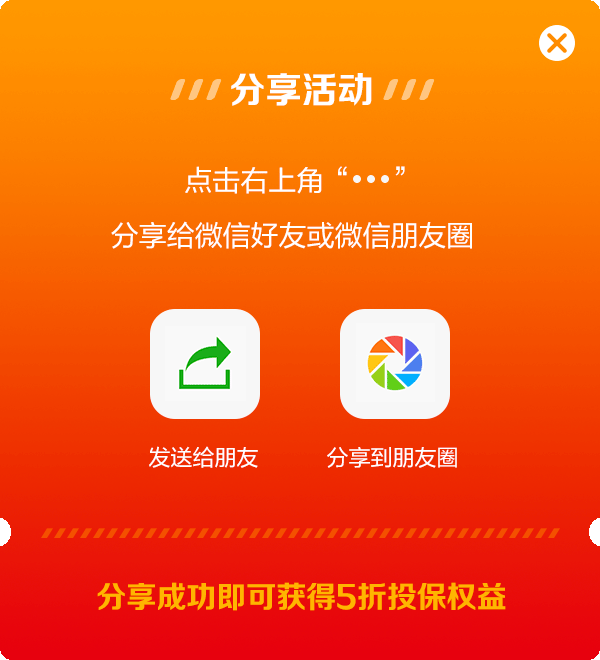 分享活动
点击右上角“•••”
分享给微信好友或微信朋友圈
发送给朋友
分享到朋友圈
分享成功即可获得5折投保权益